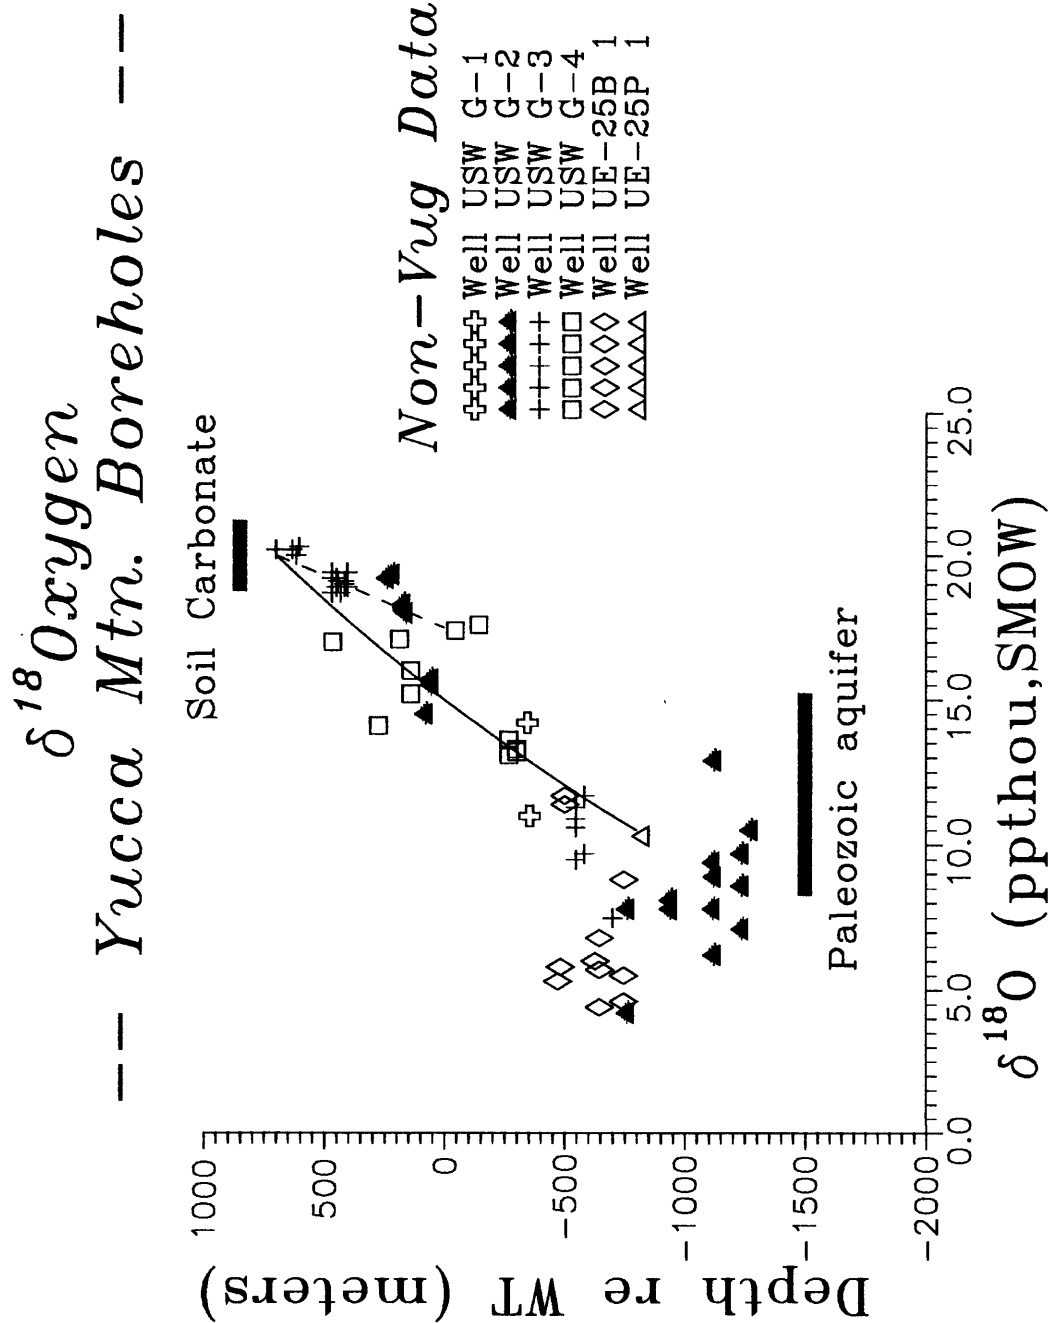 δ ¹⁸Oxygen
-- Yucca Mtn. Boreholes --
Soil Carbonate
Non-Vug Data
Well USW G-1
Well USW G-2
Well USW G-3
Well USW G-4
Well UE-25B 1
Well UE-25P 1
Paleozoic aquifer
Depth re WT (meters)
1000
500
0
-500
-1000
-1500
-2000
0.0 5.0 10.0 15.0 20.0 25.0
δ ¹⁸O (ppthou,SMOW)